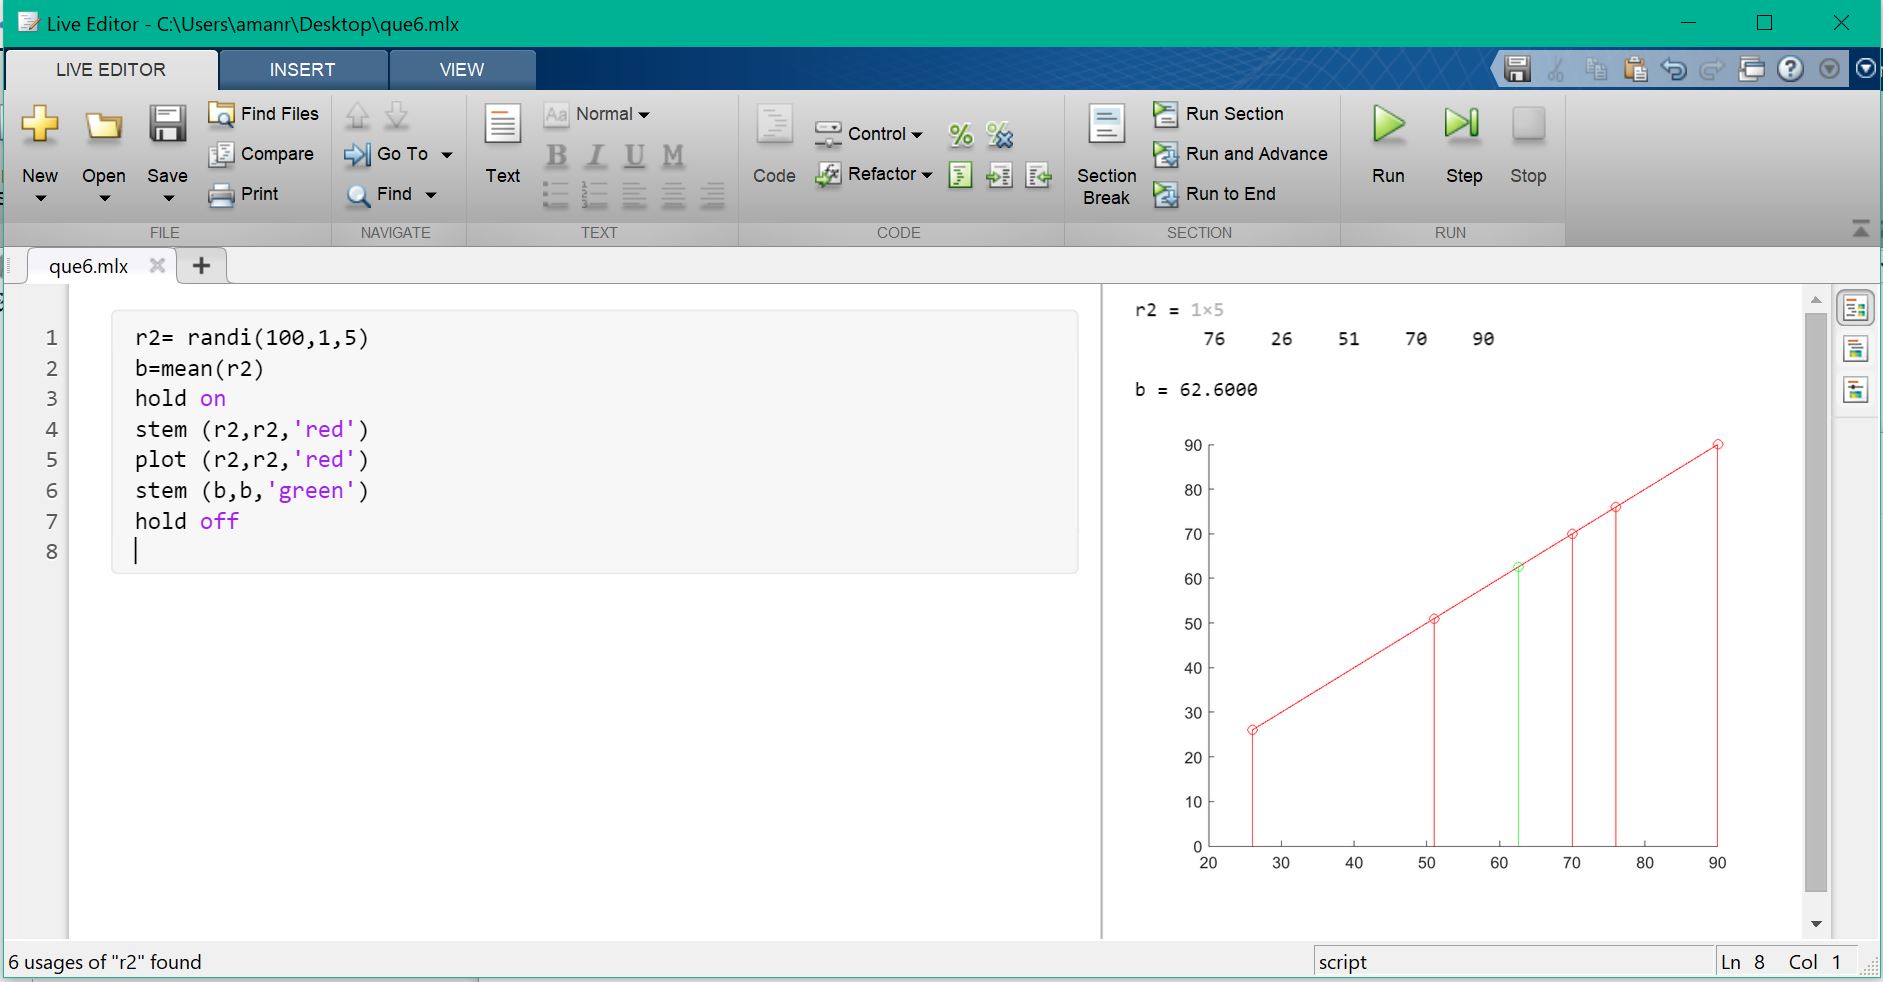 Live Editor - C:\Users\amanr\Desktop\que6.mlx
LIVE EDITOR INSERT VIEW
New
Open
Save
Find Files
Compare
Print
FILE
Go To
Find
NAVIGATE
Text
Aa Normal
B I U M
TEXT
Code
Control
Refactor
CODE
Section
Break
Run Section
Run and Advance
Run to End
SECTION
Run
Step
Stop
RUN
que6.mlx
1 r2= randi(100,1,5)
2 b=mean(r2)
3 hold on
4 stem (r2,r2,'red')
5 plot (r2,r2,'red')
6 stem (b,b,'green')
7 hold off
8
r2 = 1×5
76 26 51 70 90
b = 62.6000
90
80
70
60
50
40
30
20
10
0
20 30 40 50 60 70 80 90
6 usages of "r2" found
script
Ln 8 Col 1